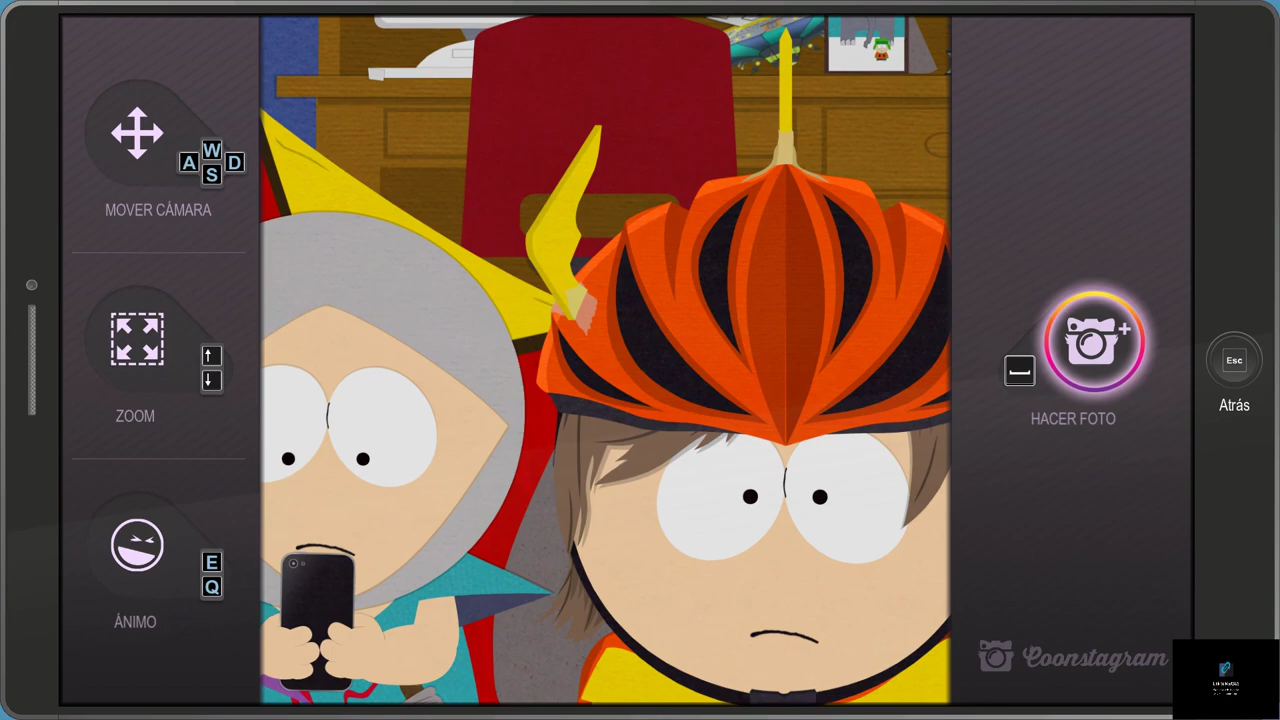 W
A
D
S
MOVER CÁMARA
↑
↓
ZOOM
E
Q
ÁNIMO
HACER FOTO
Esc
Atrás
Coonstagram